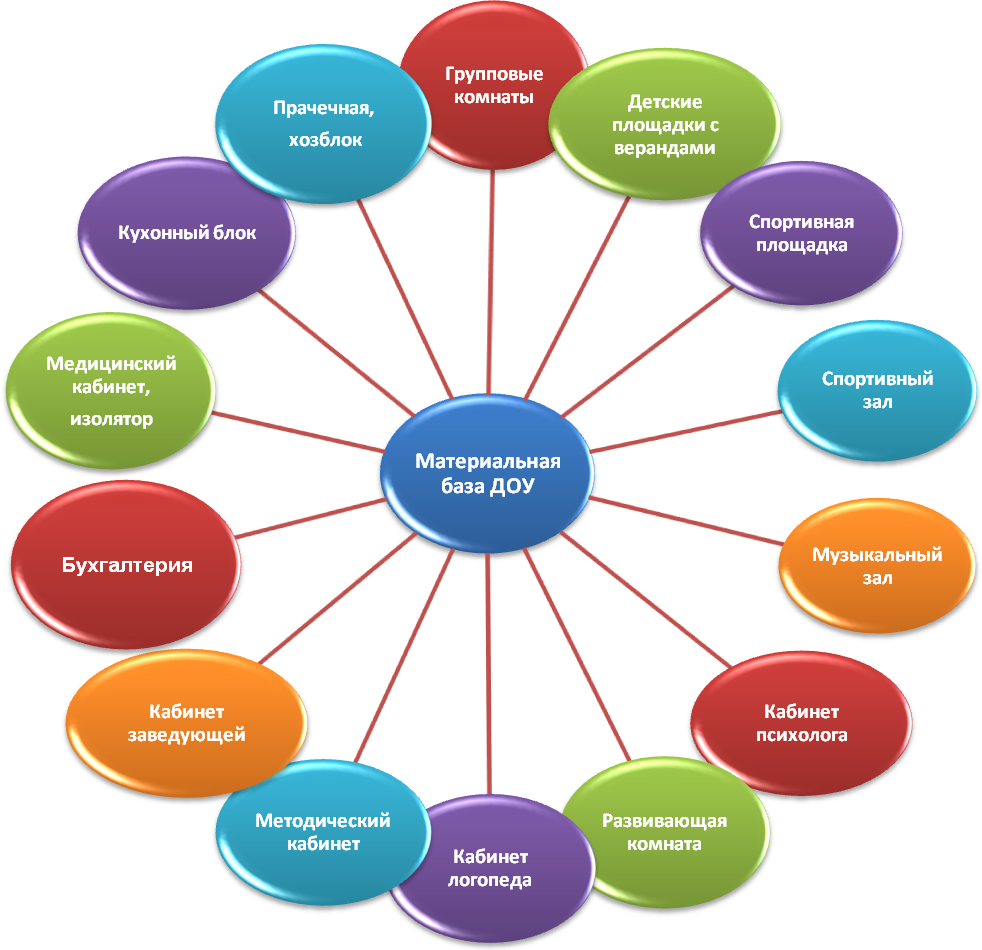 Групповые
комнаты
Детские
площадки с
верандами
Спортивная
площадка
Спортивный
зал
Музыкальный
зал
Кабинет
психолога
Развивающая
комната
Кабинет
логопеда
Методический
кабинет
Кабинет
заведующей
Бухгалтерия
Медицинский
кабинет,
изолятор
Кухонный блок
Прачечная,
хозблок
Материальная
база ДОУ